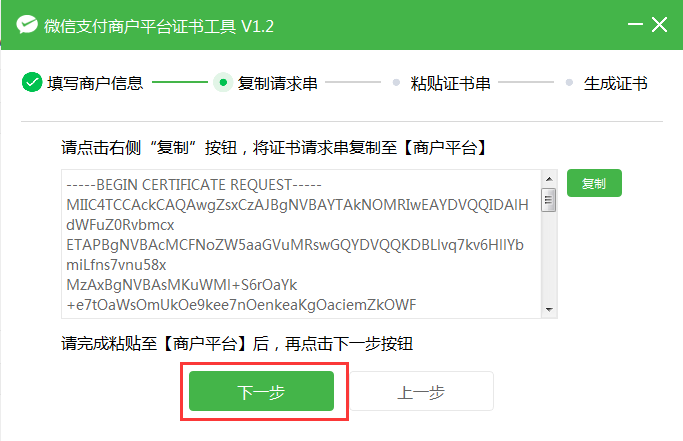 微信支付商户平台证书工具 V1.2
填写商户信息 复制请求串 粘贴证书串 生成证书
请点击右侧“复制”按钮，将证书请求串复制至【商户平台】
-----BEGIN CERTIFICATE REQUEST-----
MIIC4TCCAckCAQAwgZsxCzAJBgNVBAYTAkNOMRIwEAYDVQQIDAlH
dWFuZ0Rvbmcx
ETAPBgNVBAcMCFNoZW5aaGVuMRswGQYDVQQKDBLlvq7kv6HllYb
miLfns7vnu58x
MzAxBgNVBAsMKuWMl+S6rOaYk
+e7tOaWsOmUkOe9kee7nOenkeaKgOaciemZkOWF
复制
请完成粘贴至【商户平台】后，再点击下一步按钮
下一步 上一步